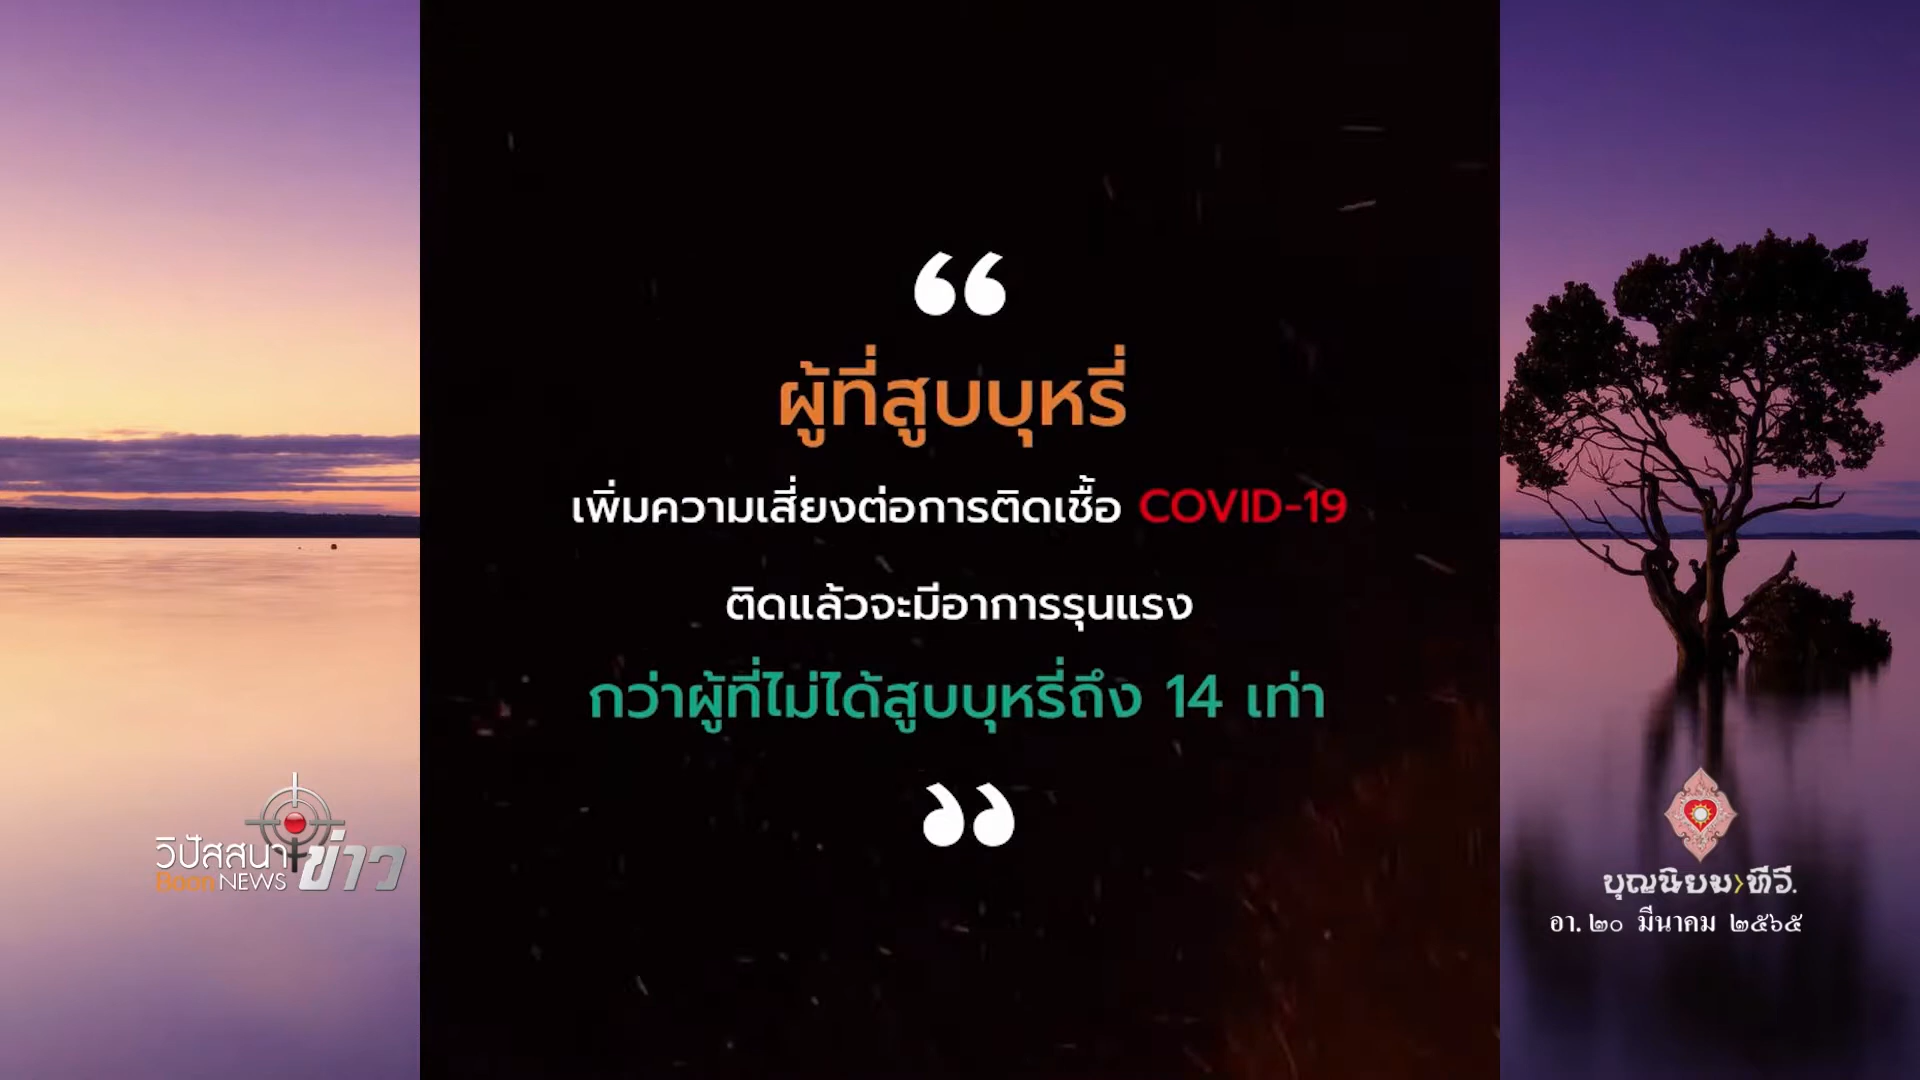 “
ผู้ที่สูบบุหรี่
เพิ่มความเสี่ยงต่อการติดเชื้อ COVID-19
ติดแล้วจะมีอาการรุนแรง
กว่าผู้ที่ไม่ได้สูบบุหรี่ถึง 14 เท่า
”
วิปัสสนาข่าว
Boon NEWS
บุญนิยมทีวี.
อา. ๒๐ มีนาคม ๒๕๖๕